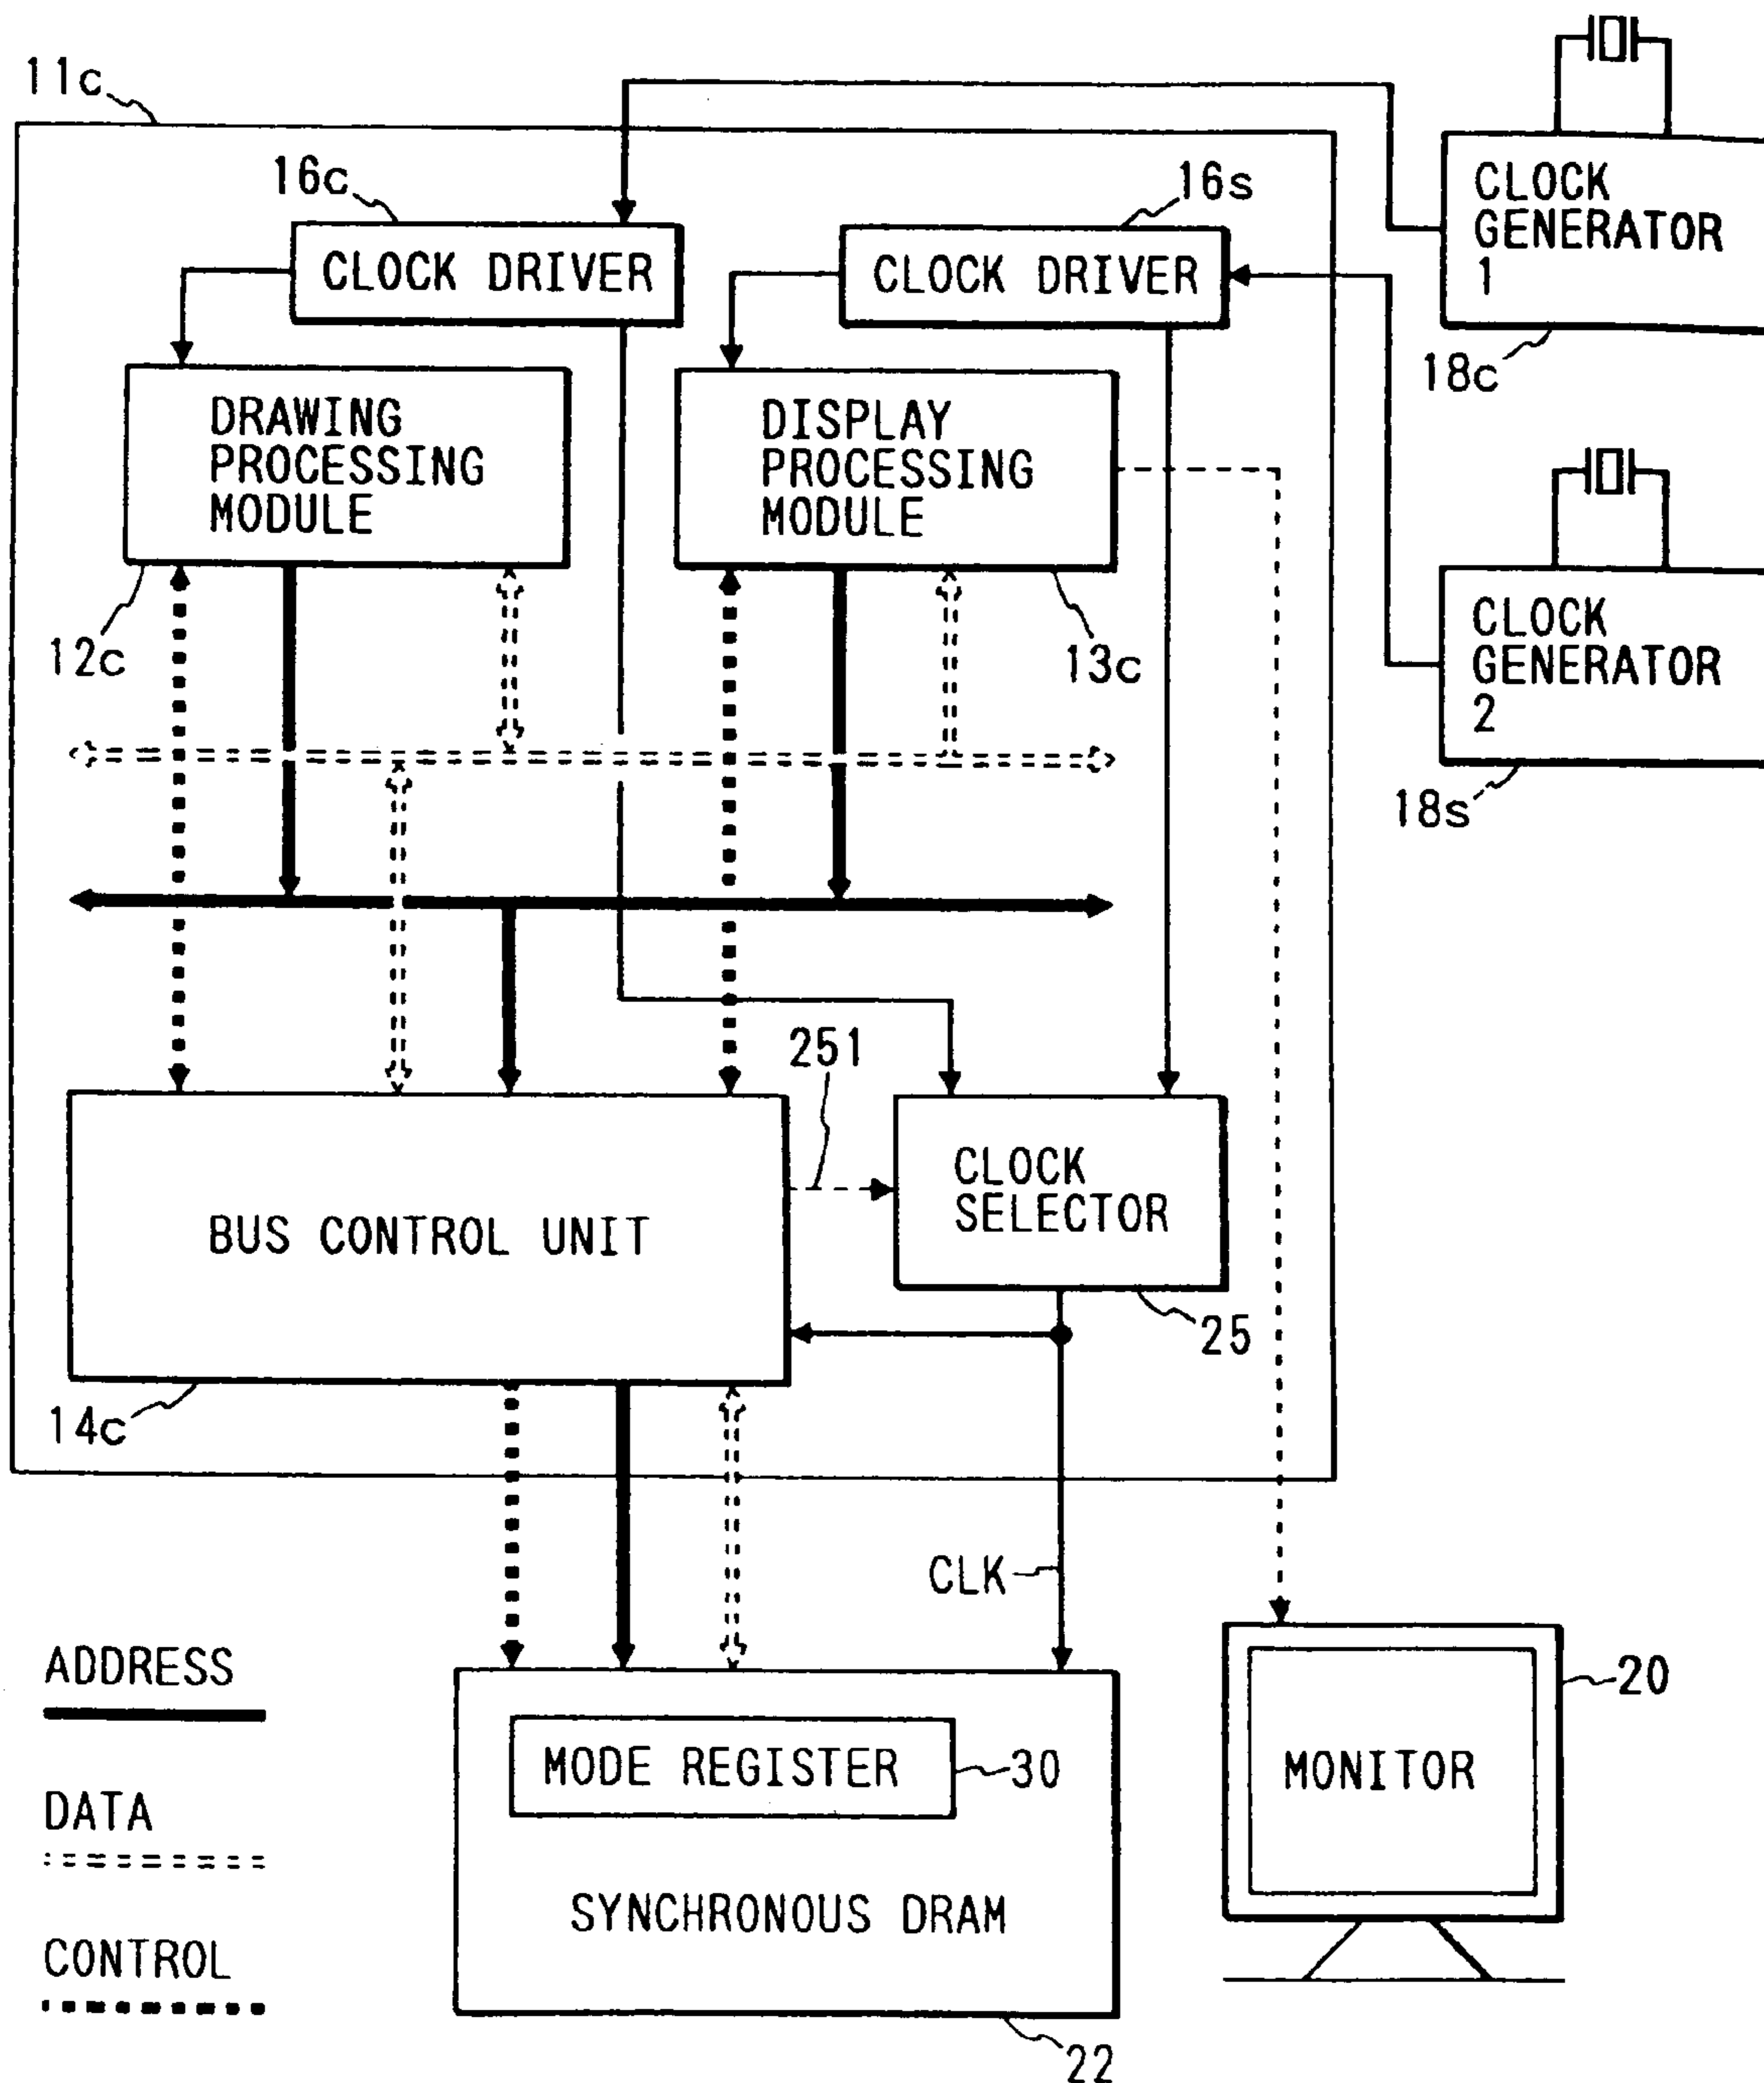 11c
16c
16s
CLOCK
GENERATOR
1
CLOCK DRIVER
CLOCK DRIVER
18c
DRAWING
PROCESSING
MODULE
DISPLAY
PROCESSING
MODULE
12c
13c
CLOCK
GENERATOR
2
18s
251
BUS CONTROL UNIT
CLOCK
SELECTOR
25
14c
CLK
ADDRESS
DATA
CONTROL
MODE REGISTER
30
SYNCHRONOUS DRAM
22
MONITOR
20